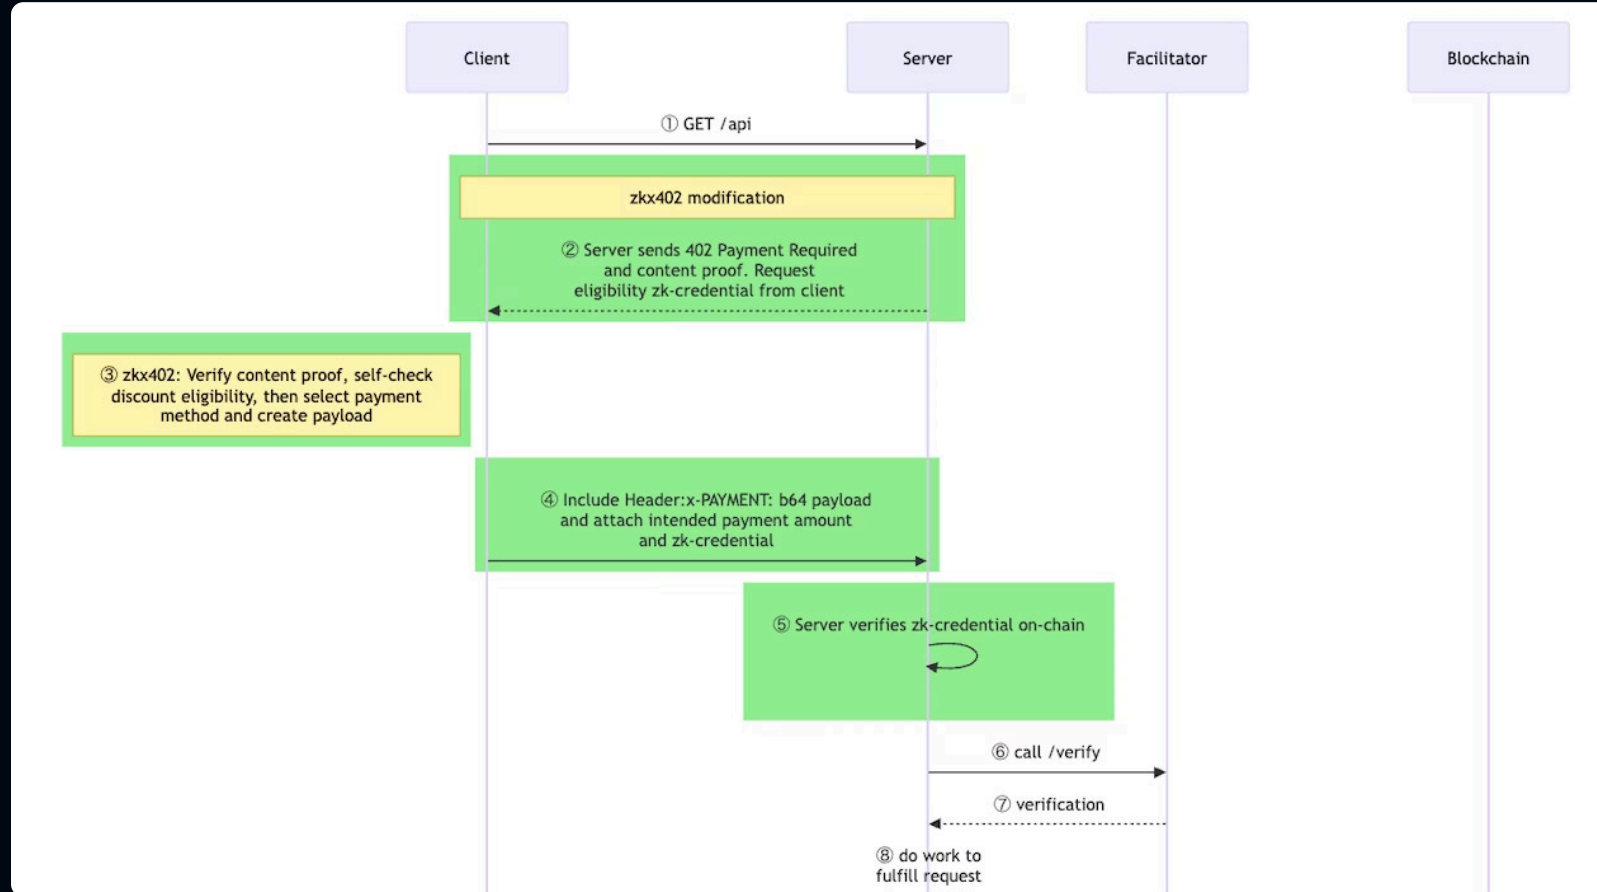 Client
Server
Facilitator
Blockchain
① GET /api
zkx402 modification
② Server sends 402 Payment Required
and content proof. Request
eligibility zk-credential from client
③ zkx402: Verify content proof, self-check
discount eligibility, then select payment
method and create payload
④ Include Header:x-PAYMENT: b64 payload
and attach intended payment amount
and zk-credential
⑤ Server verifies zk-credential on-chain
⑥ call /verify
⑦ verification
⑧ do work to
fulfill request